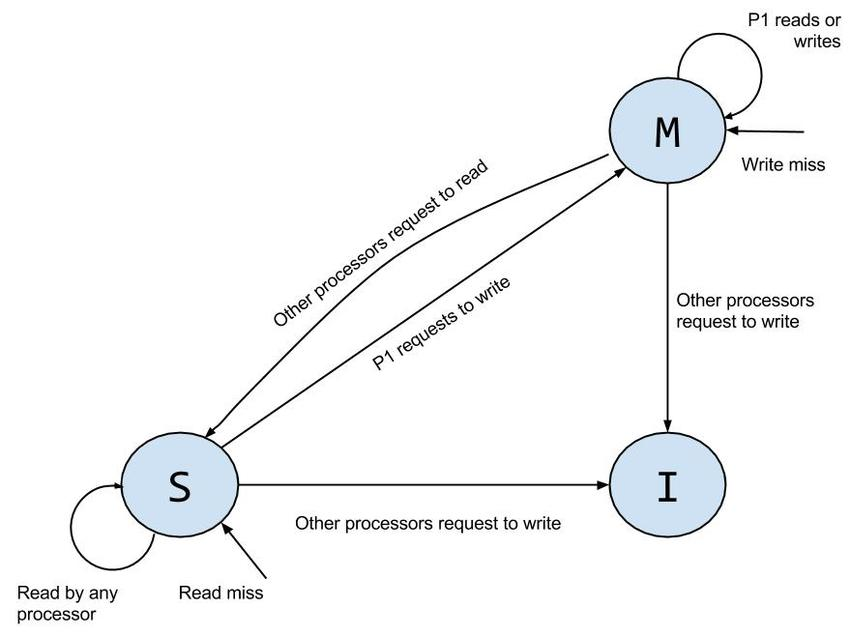 P1 reads or
writes
M
Write miss
Other processors request to read
P1 requests to write
Other processors
request to write
S
I
Other processors request to write
Read by any
processor
Read miss